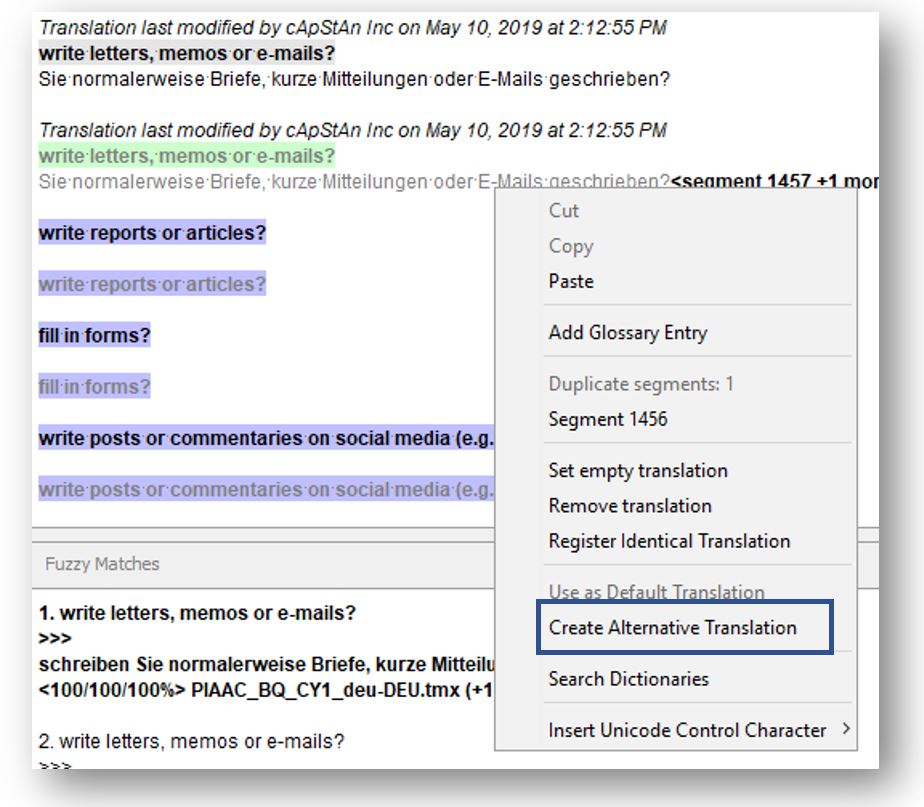 Translation last modified by cApStAn Inc on May 10, 2019 at 2:12:55 PM
write letters, memos or e-mails?
Sie normalerweise Briefe, kurze Mitteilungen oder E-Mails geschrieben?
Translation last modified by cApStAn Inc on May 10, 2019 at 2:12:55 PM
write letters, memos or e-mails?
Sie normalerweise Briefe, kurze Mitteilungen oder E-Mails geschrieben?<segment 1457 +1 mor
write reports or articles?
write reports or articles?
fill in forms?
fill in forms?
write posts or commentaries on social media (e.g.
write posts or commentaries on social media (e.g.
Cut
Copy
Paste
Add Glossary Entry
Duplicate segments: 1
Segment 1456
Set empty translation
Remove translation
Register Identical Translation
Use as Default Translation
Create Alternative Translation
Search Dictionaries
Insert Unicode Control Character
Fuzzy Matches
1. write letters, memos or e-mails?
>>>
schreiben Sie normalerweise Briefe, kurze Mitteilu
<100/100/100%> PIAAC_BQ_CY1_deu-DEU.tmx (+1
2. write letters, memos or e-mails?
>>>